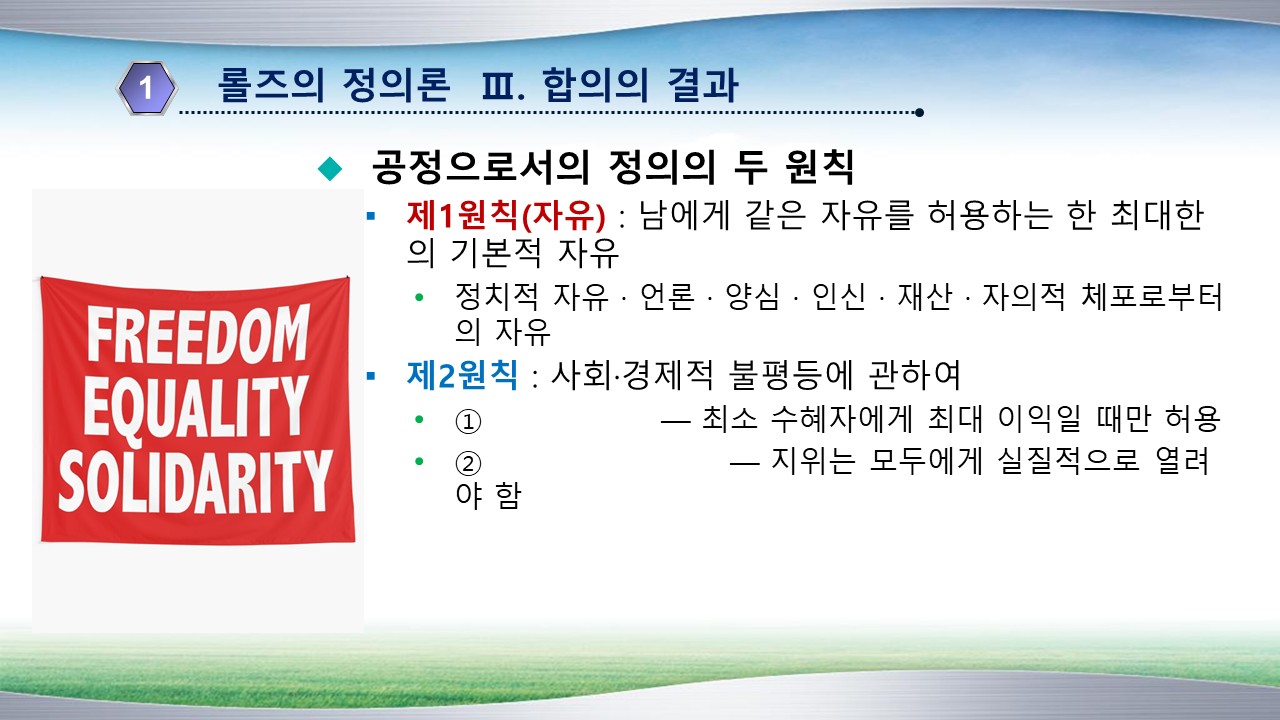 1
롤즈의 정의론 Ⅲ. 합의의 결과
◆ 공정으로서의 정의의 두 원칙
▪ 제1원칙(자유) : 남에게 같은 자유를 허용하는 한 최대한
의 기본적 자유
• 정치적 자유 · 언론 · 양심 · 인신 · 재산 · 자의적 체포로부터
의 자유
▪ 제2원칙 : 사회·경제적 불평등에 관하여
• ① — 최소 수혜자에게 최대 이익일 때만 허용
• ② — 지위는 모두에게 실질적으로 열려
야 함
FREEDOM
EQUALITY
SOLIDARITY